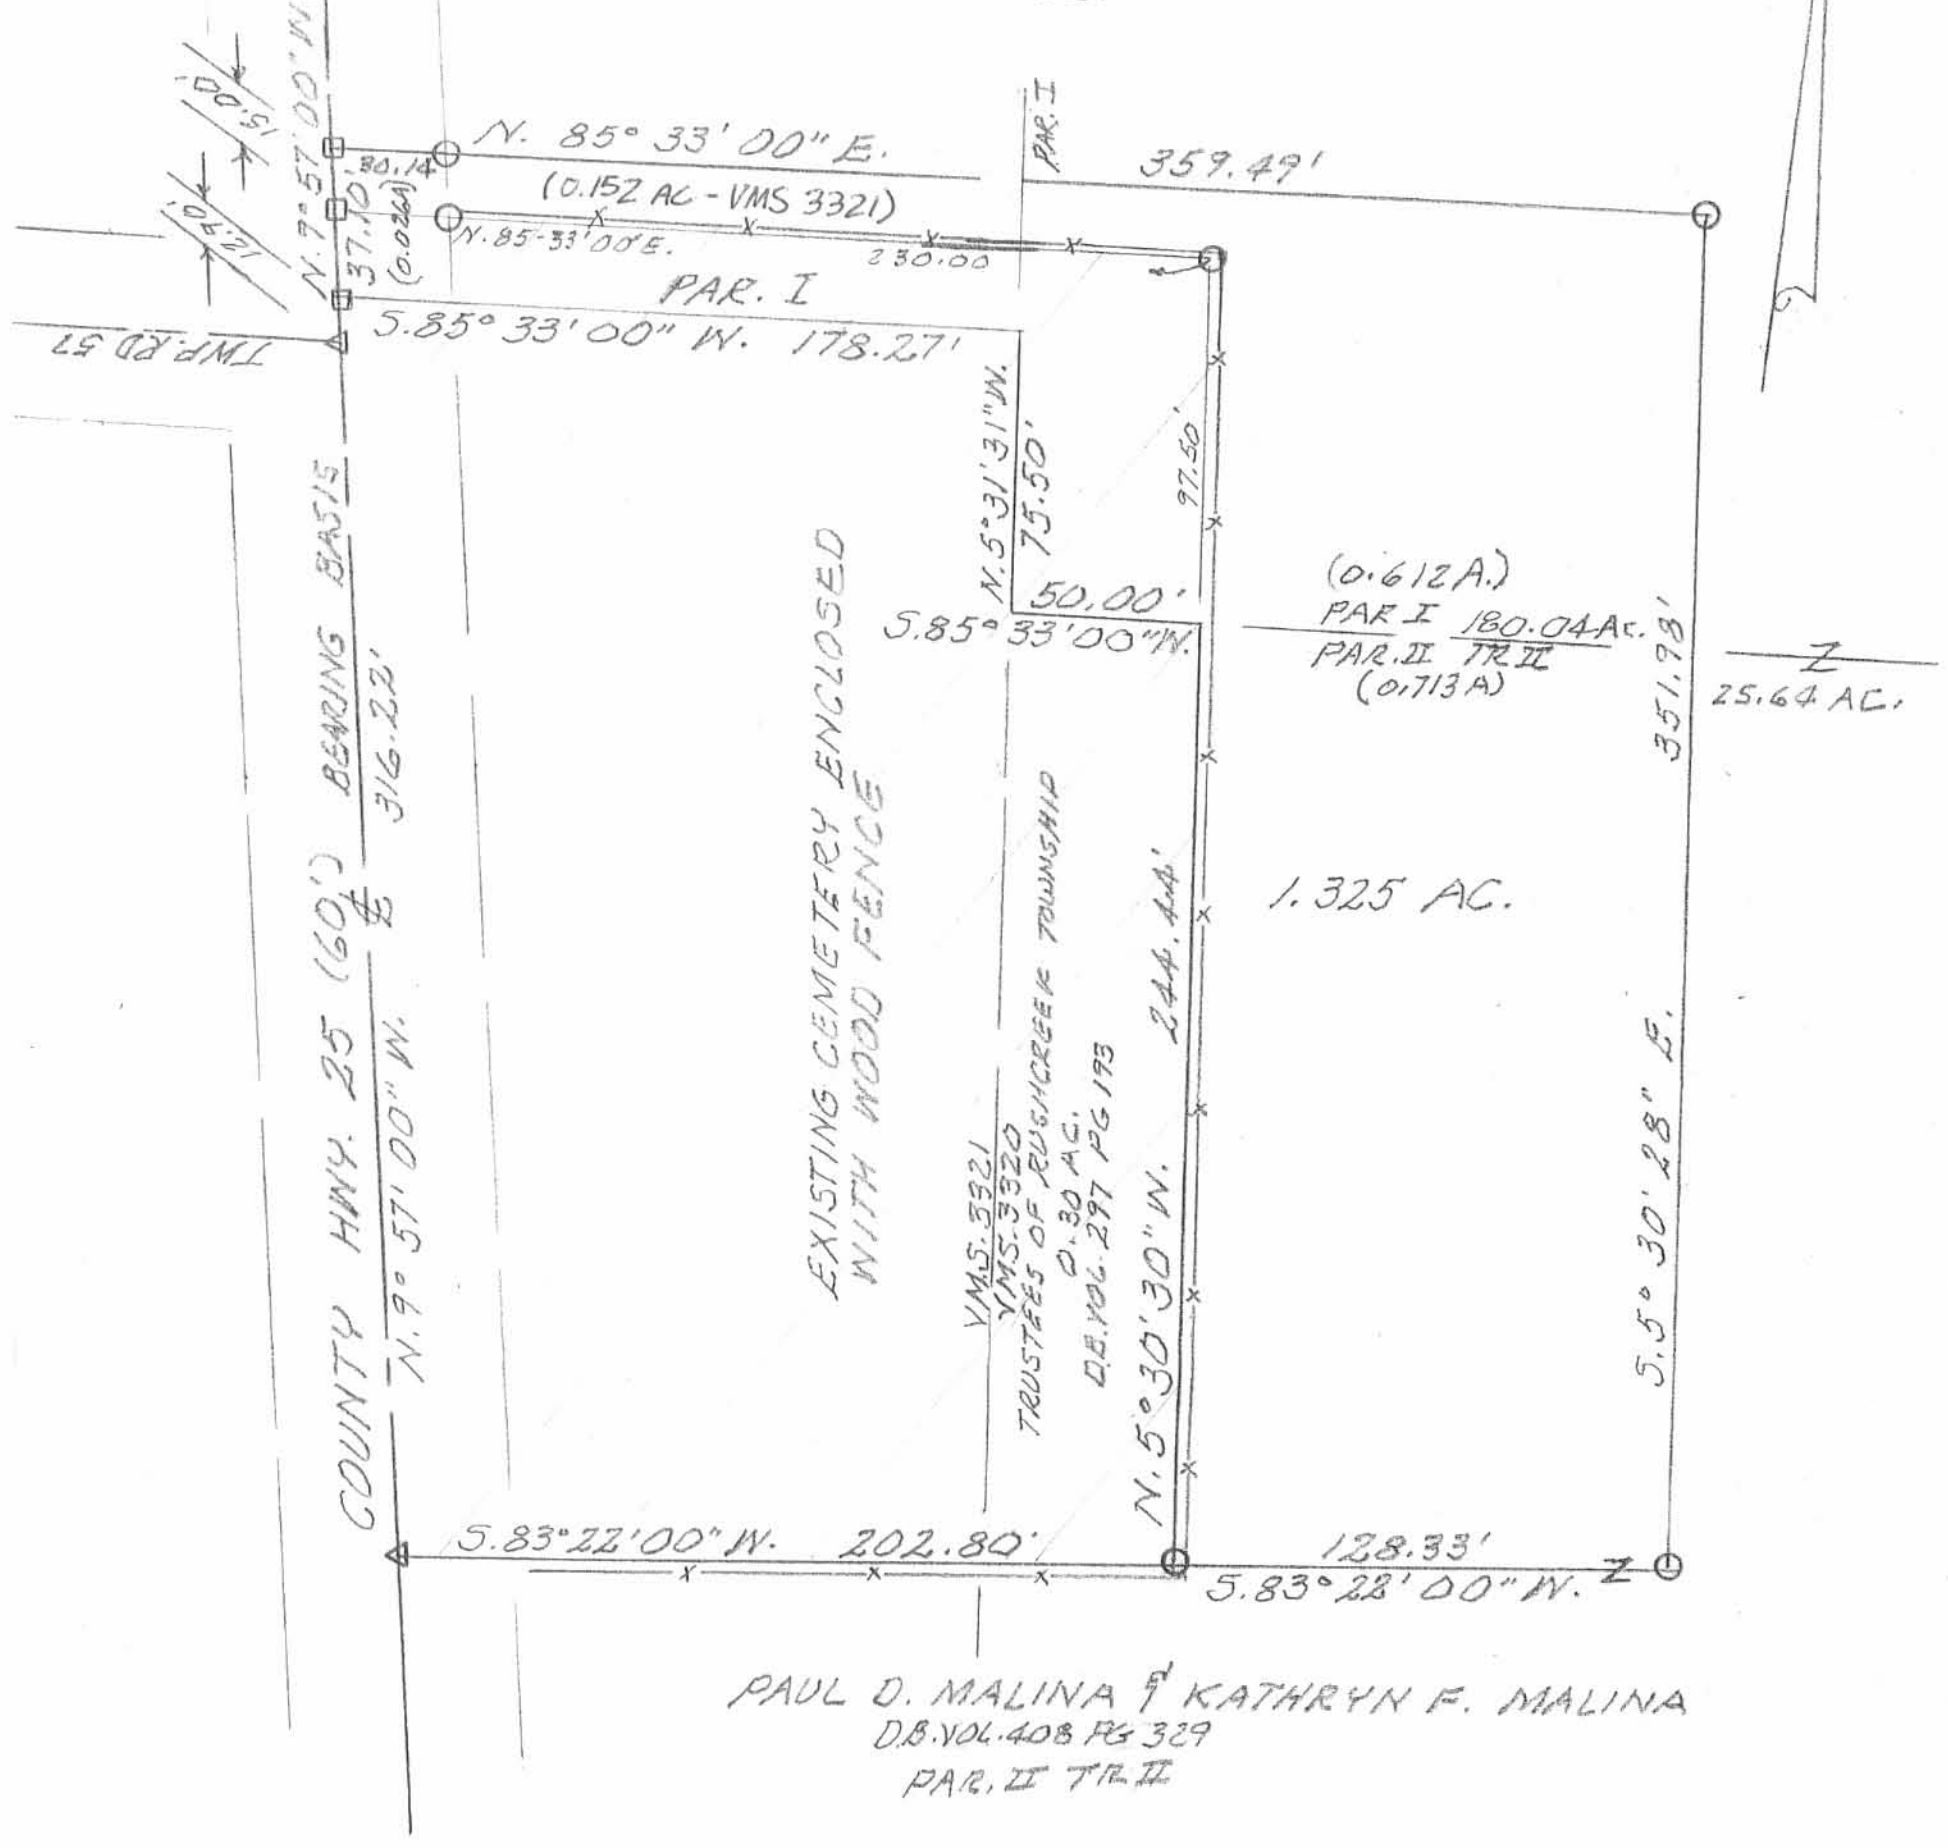 N. 9° 57' 00" W
15.00'
12.40'
30.14
37.10'
(0.026A)
N. 85° 33' 00" E.
359.49'
PAR. I
(0.152 AC - VMS 3321)
N. 85-33'00" E.
230.00
PAR. I
S. 85° 33' 00" W. 178.27'
TWP. RD 57
N. 5° 31' 31" W.
75.50'
97.50'
50.00'
S. 85° 33' 00" W.
(0.612 A.)
PAR I 180.04 Ac.
PAR. II TR II
(0.713 A)
351.98'
S. 5° 30' 28" E.
Z
25.64 AC.
1.325 AC.
BEARING BASIS
COUNTY HWY. 25 (60')
℄
316.22'
N. 9° 57' 00" W.
EXISTING CEMETERY ENCLOSED
WITH WOOD FENCE
V.M.S. 3321
V.M.S. 3320
TRUSTEES OF RUSHCREEK TOWNSHIP
0.30 AC.
D.B. VOL. 297 PG 193
N. 5° 30' 30" W. 244.44'
S. 83° 22' 00" W. 202.80'
128.33'
S. 83° 22' 00" W.
Z
PAUL D. MALINA & KATHRYN F. MALINA
D.B. VOL. 408 PG 329
PAR. II TR II